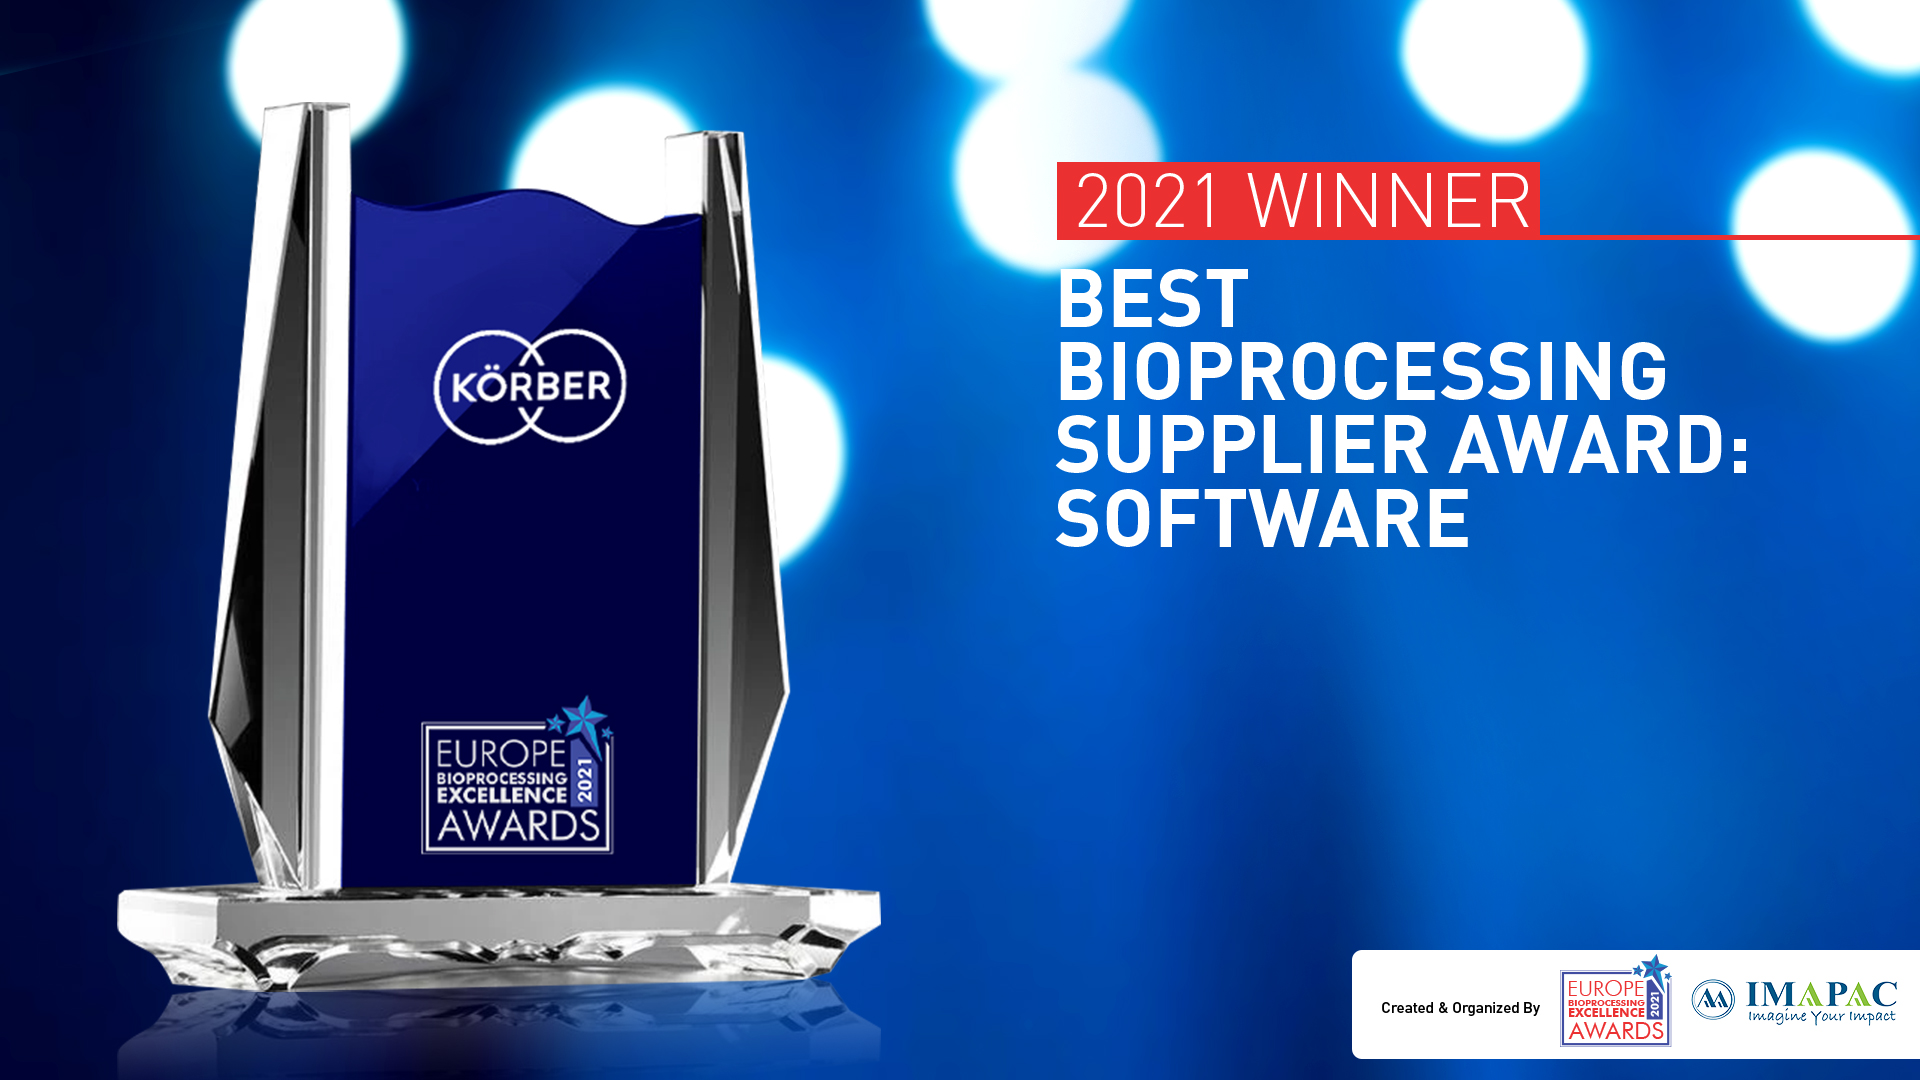 KÖRBER
EUROPE
BIOPROCESSING
EXCELLENCE
2021
AWARDS
2021 WINNER
BEST
BIOPROCESSING
SUPPLIER AWARD:
SOFTWARE
Created & Organized By
EUROPE
BIOPROCESSING
EXCELLENCE
2021
AWARDS
IMAPAC
Imagine Your Impact